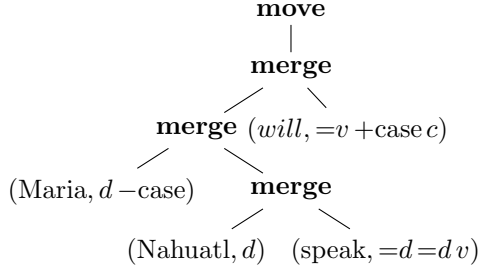 move
merge
merge (will, =v +case c)
(Maria, d −case) merge
(Nahuatl, d) (speak, =d =d v)